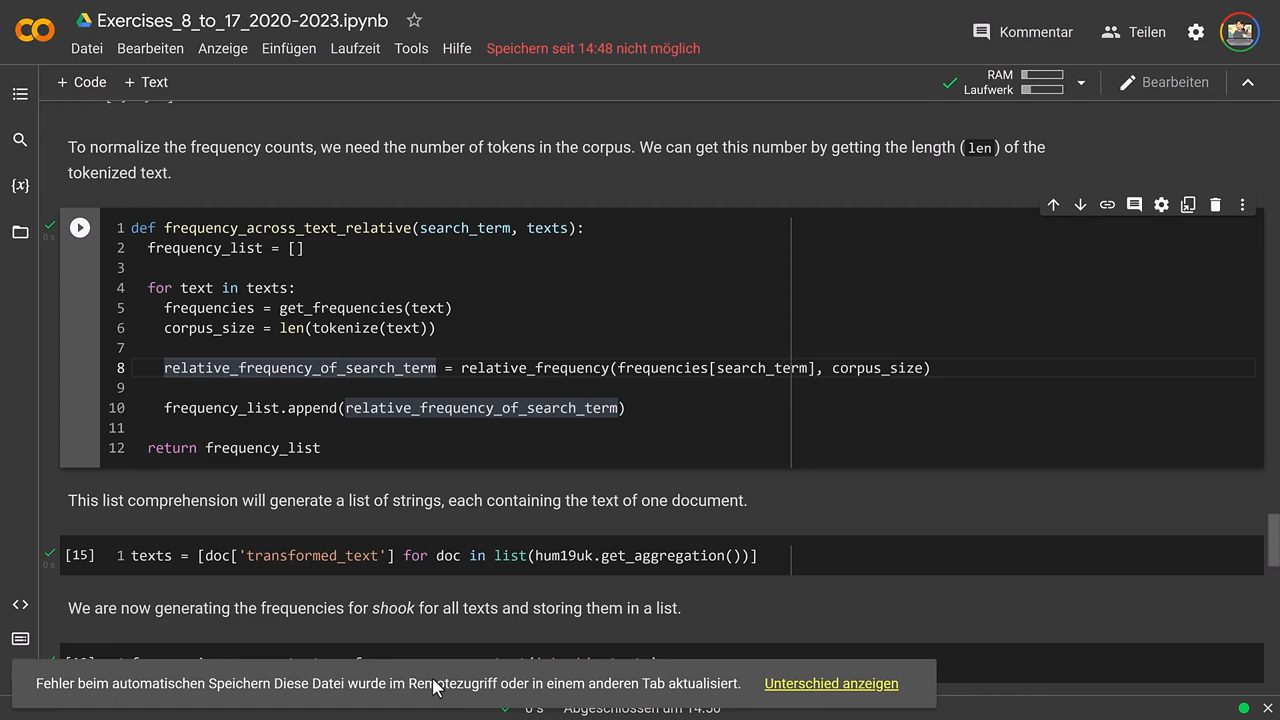 Exercises_8_to_17_2020-2023.ipynb
Kommentar
Teilen
Datei Bearbeiten Anzeige Einfügen Laufzeit Tools Hilfe Speichern seit 14:48 nicht möglich
+ Code + Text
RAM
Laufwerk
Bearbeiten
To normalize the frequency counts, we need the number of tokens in the corpus. We can get this number by getting the length (len) of the
tokenized text.
0 s
1 def frequency_across_text_relative(search_term, texts):
2 frequency_list = []
3
4 for text in texts:
5 frequencies = get_frequencies(text)
6 corpus_size = len(tokenize(text))
7
8 relative_frequency_of_search_term = relative_frequency(frequencies[search_term], corpus_size)
9
10 frequency_list.append(relative_frequency_of_search_term)
11
12 return frequency_list
This list comprehension will generate a list of strings, each containing the text of one document.
0 s
[15] 1 texts = [doc['transformed_text'] for doc in list(hum19uk.get_aggregation())]
We are now generating the frequencies for shook for all texts and storing them in a list.
Fehler beim automatischen Speichern Diese Datei wurde im Remotezugriff oder in einem anderen Tab aktualisiert. Unterschied anzeigen